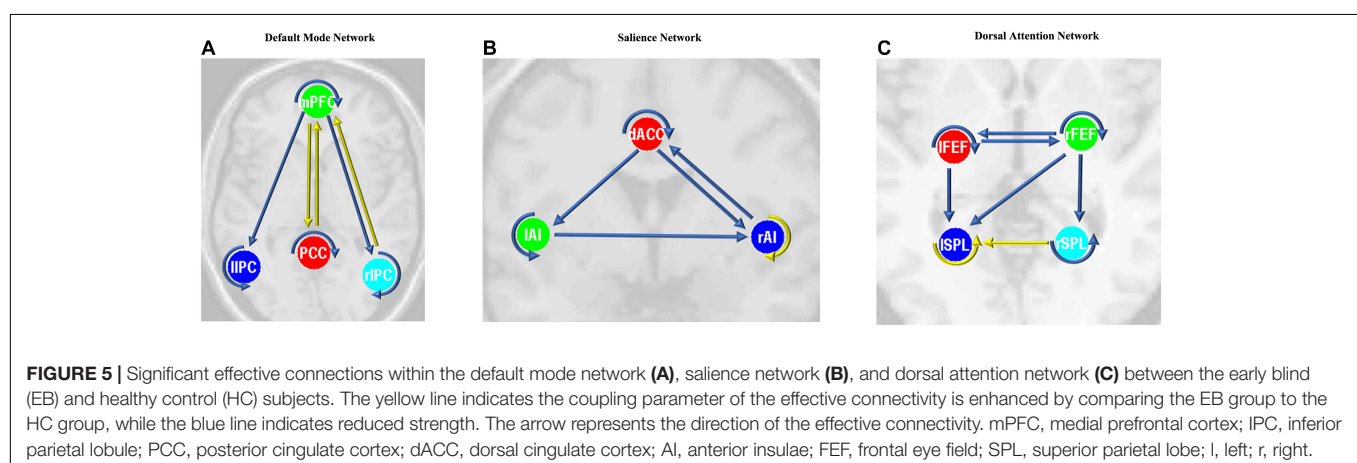 Default Mode Network
Salience Network
Dorsal Attention Network
A
B
C
mPFC
lIPC
PCC
rIPC
dACC
lAI
rAI
lFEF
rFEF
lSPL
rSPL
FIGURE 5 | Significant effective connections within the default mode network (A), salience network (B), and dorsal attention network (C) between the early blind
(EB) and healthy control (HC) subjects. The yellow line indicates the coupling parameter of the effective connectivity is enhanced by comparing the EB group to the
HC group, while the blue line indicates reduced strength. The arrow represents the direction of the effective connectivity. mPFC, medial prefrontal cortex; IPC, inferior
parietal lobule; PCC, posterior cingulate cortex; dACC, dorsal cingulate cortex; AI, anterior insulae; FEF, frontal eye field; SPL, superior parietal lobe; l, left; r, right.